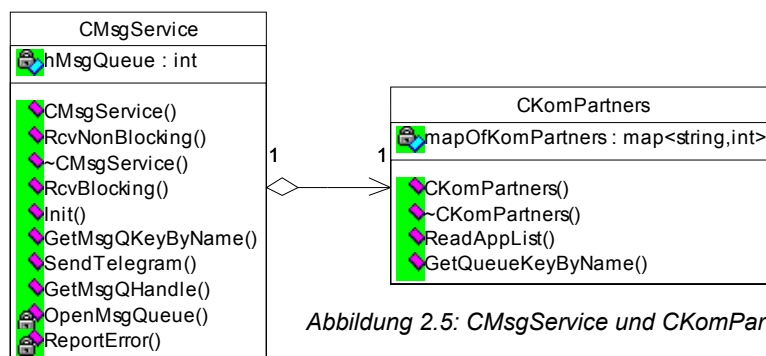 CMsgService
hMsgQueue : int
CMsgService()
RcvNonBlocking()
~CMsgService()
RcvBlocking()
Init()
GetMsgQKeyByName()
SendTelegram()
GetMsgQHandle()
OpenMsgQueue()
ReportError()
1
1
CKomPartners
mapOfKomPartners : map<string,int>
CKomPartners()
~CKomPartners()
ReadAppList()
GetQueueKeyByName()
Abbildung 2.5: CMsgService und CKomPar